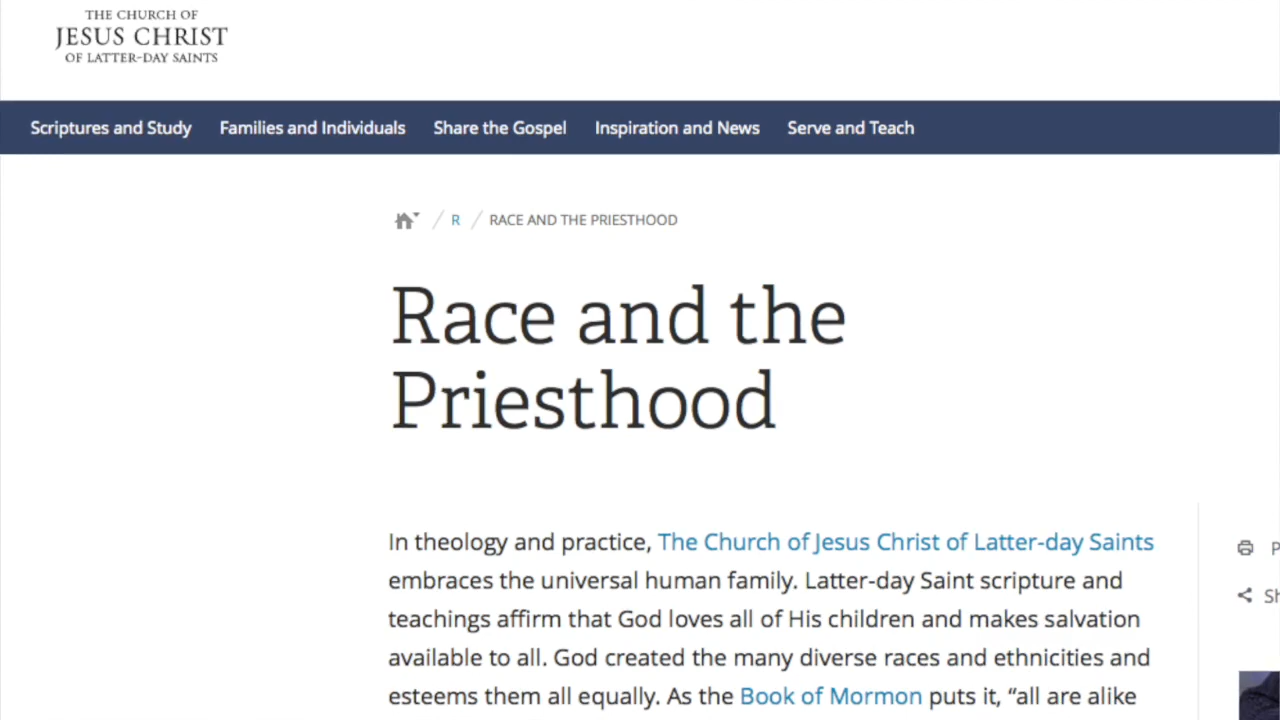 THE CHURCH OF
JESUS CHRIST
OF LATTER-DAY SAINTS
Scriptures and Study Families and Individuals Share the Gospel Inspiration and News Serve and Teach
/ R / RACE AND THE PRIESTHOOD
Race and the
Priesthood
In theology and practice, The Church of Jesus Christ of Latter-day Saints
embraces the universal human family. Latter-day Saint scripture and
teachings affirm that God loves all of His children and makes salvation
available to all. God created the many diverse races and ethnicities and
esteems them all equally. As the Book of Mormon puts it, “all are alike
P
Sh